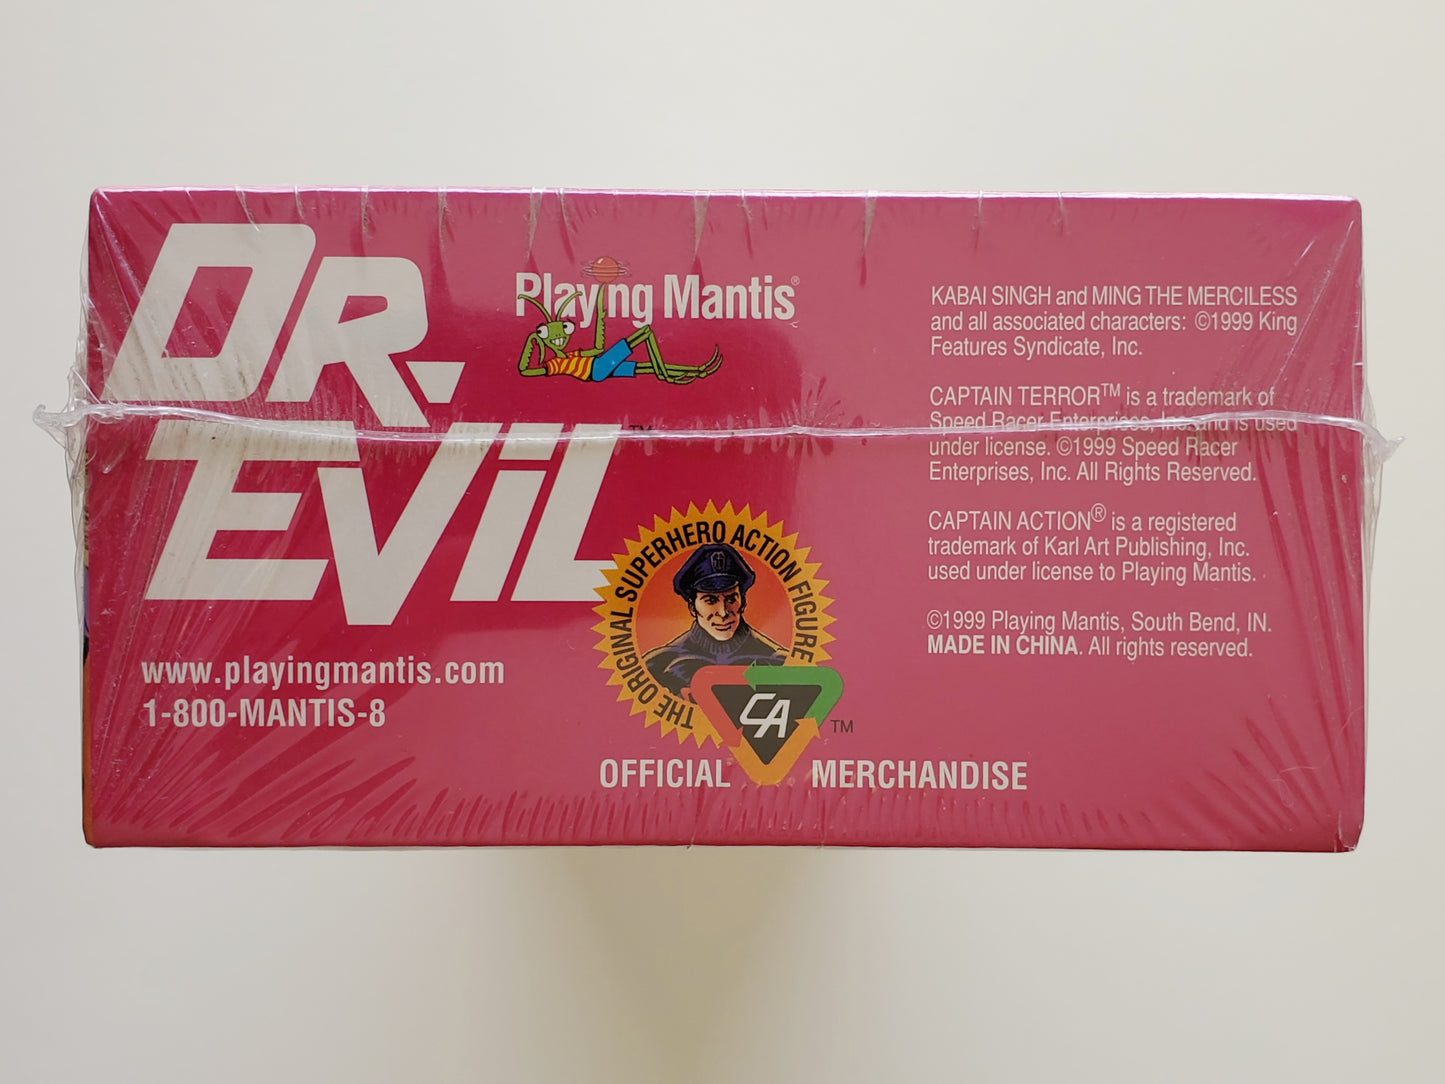 DR.
EVIL™
Playing Mantis®
www.playingmantis.com
1-800-MANTIS-8
THE ORIGINAL SUPERHERO ACTION FIGURE
CA
TM
OFFICIAL MERCHANDISE
KABAI SINGH and MING THE MERCILESS
and all associated characters: ©1999 King
Features Syndicate, Inc.
CAPTAIN TERROR™ is a trademark of
Speed Racer Enterprises, Inc. and is used
under license. ©1999 Speed Racer
Enterprises, Inc. All Rights Reserved.
CAPTAIN ACTION® is a registered
trademark of Karl Art Publishing, Inc.
used under license to Playing Mantis.
©1999 Playing Mantis, South Bend, IN.
MADE IN CHINA. All rights reserved.